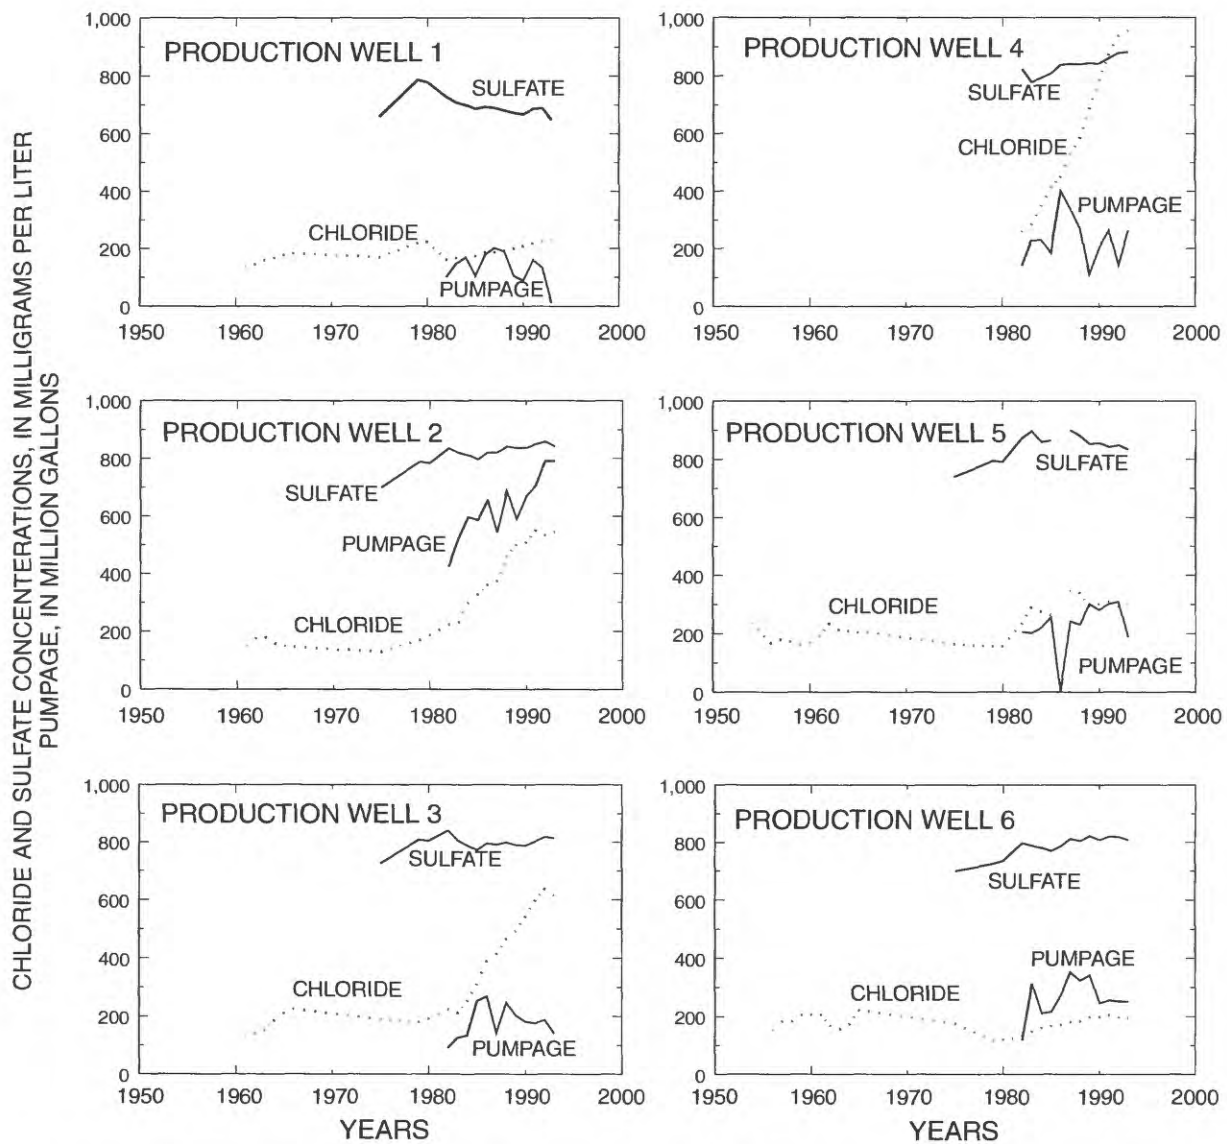 CHLORIDE AND SULFATE CONCENTERATIONS, IN MILLIGRAMS PER LITER
PUMPAGE, IN MILLION GALLONS
1,000
800
600
400
200
0
PRODUCTION WELL 1
SULFATE
CHLORIDE
PUMPAGE
1950 1960 1970 1980 1990 2000
1,000
800
600
400
200
0
PRODUCTION WELL 4
SULFATE
CHLORIDE
PUMPAGE
1950 1960 1970 1980 1990 2000
1,000
800
600
400
200
0
PRODUCTION WELL 2
SULFATE
PUMPAGE
CHLORIDE
1950 1960 1970 1980 1990 2000
1,000
800
600
400
200
0
PRODUCTION WELL 5
SULFATE
CHLORIDE
PUMPAGE
1950 1960 1970 1980 1990 2000
1,000
800
600
400
200
0
PRODUCTION WELL 3
SULFATE
CHLORIDE
PUMPAGE
1950 1960 1970 1980 1990 2000
YEARS
1,000
800
600
400
200
0
PRODUCTION WELL 6
SULFATE
PUMPAGE
CHLORIDE
1950 1960 1970 1980 1990 2000
YEARS